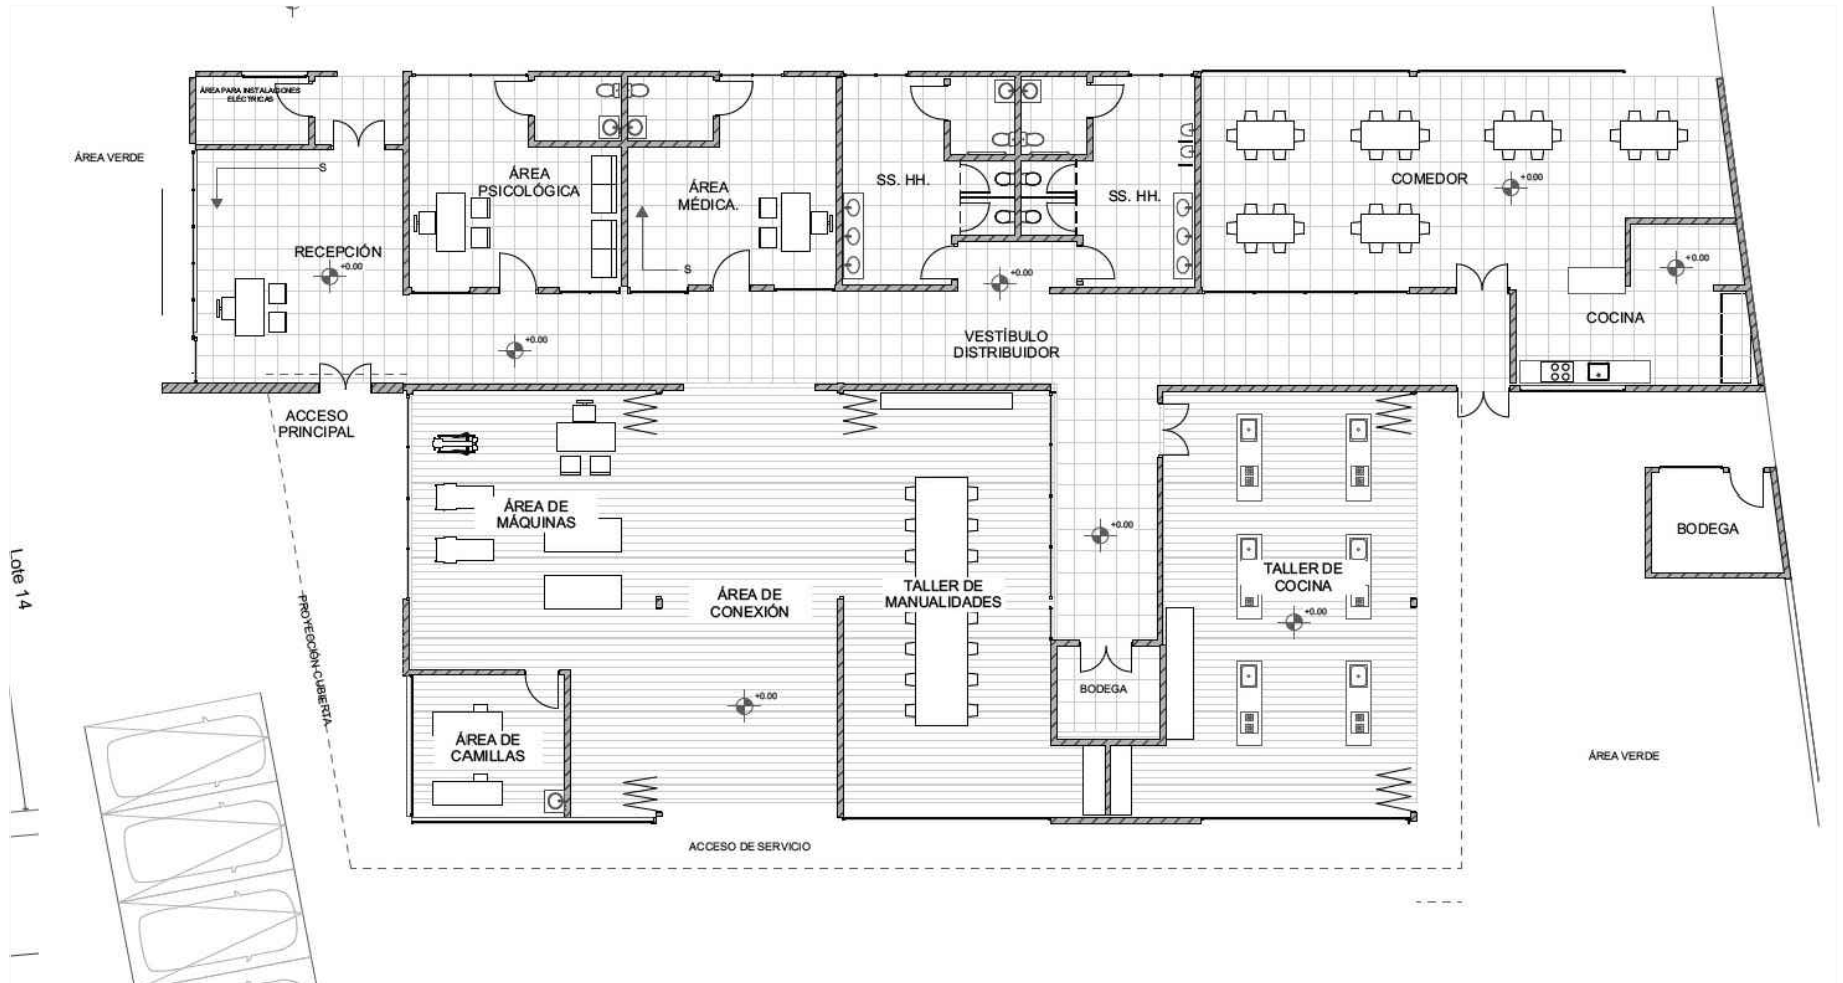 ÁREA PARA INSTALACIONES
ELÉCTRICAS
ÁREA VERDE
S
RECEPCIÓN
+0.00
ÁREA
PSICOLÓGICA
ÁREA
MÉDICA.
S
SS. HH.
SS. HH.
+0.00
COMEDOR
+0.00
+0.00
COCINA
+0.00
VESTÍBULO
DISTRIBUIDOR
ACCESO
PRINCIPAL
ÁREA DE
MÁQUINAS
ÁREA DE
CONEXIÓN
TALLER DE
MANUALIDADES
+0.00
TALLER DE
COCINA
+0.00
BODEGA
Lote 14
PROYECCIÓN CUBIERTA
+0.00
BODEGA
ÁREA DE
CAMILLAS
ÁREA VERDE
ACCESO DE SERVICIO